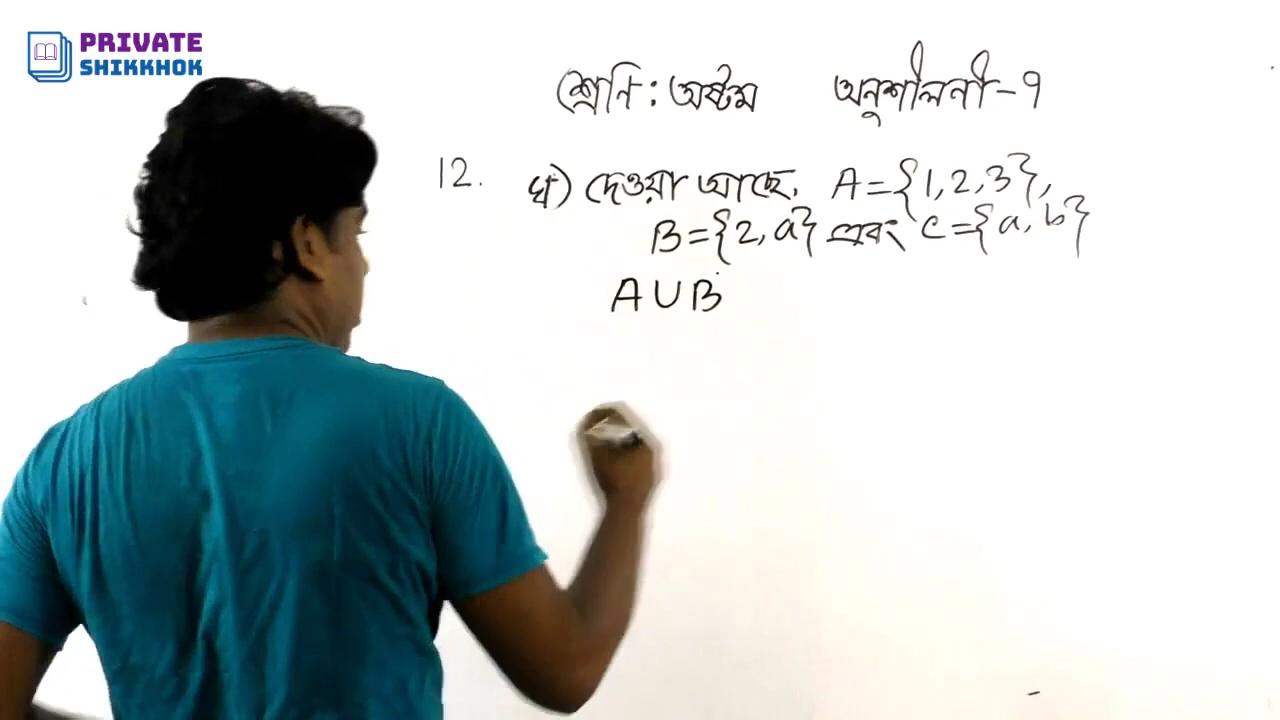 PRIVATE
SHIKKHOK
শ্রেণি : অষ্টম অনুশীলনী-৭
12. ঘ) দেওয়া আছে, A={1,2,3},
B={2,a} এবং C={a,b}
A∪B